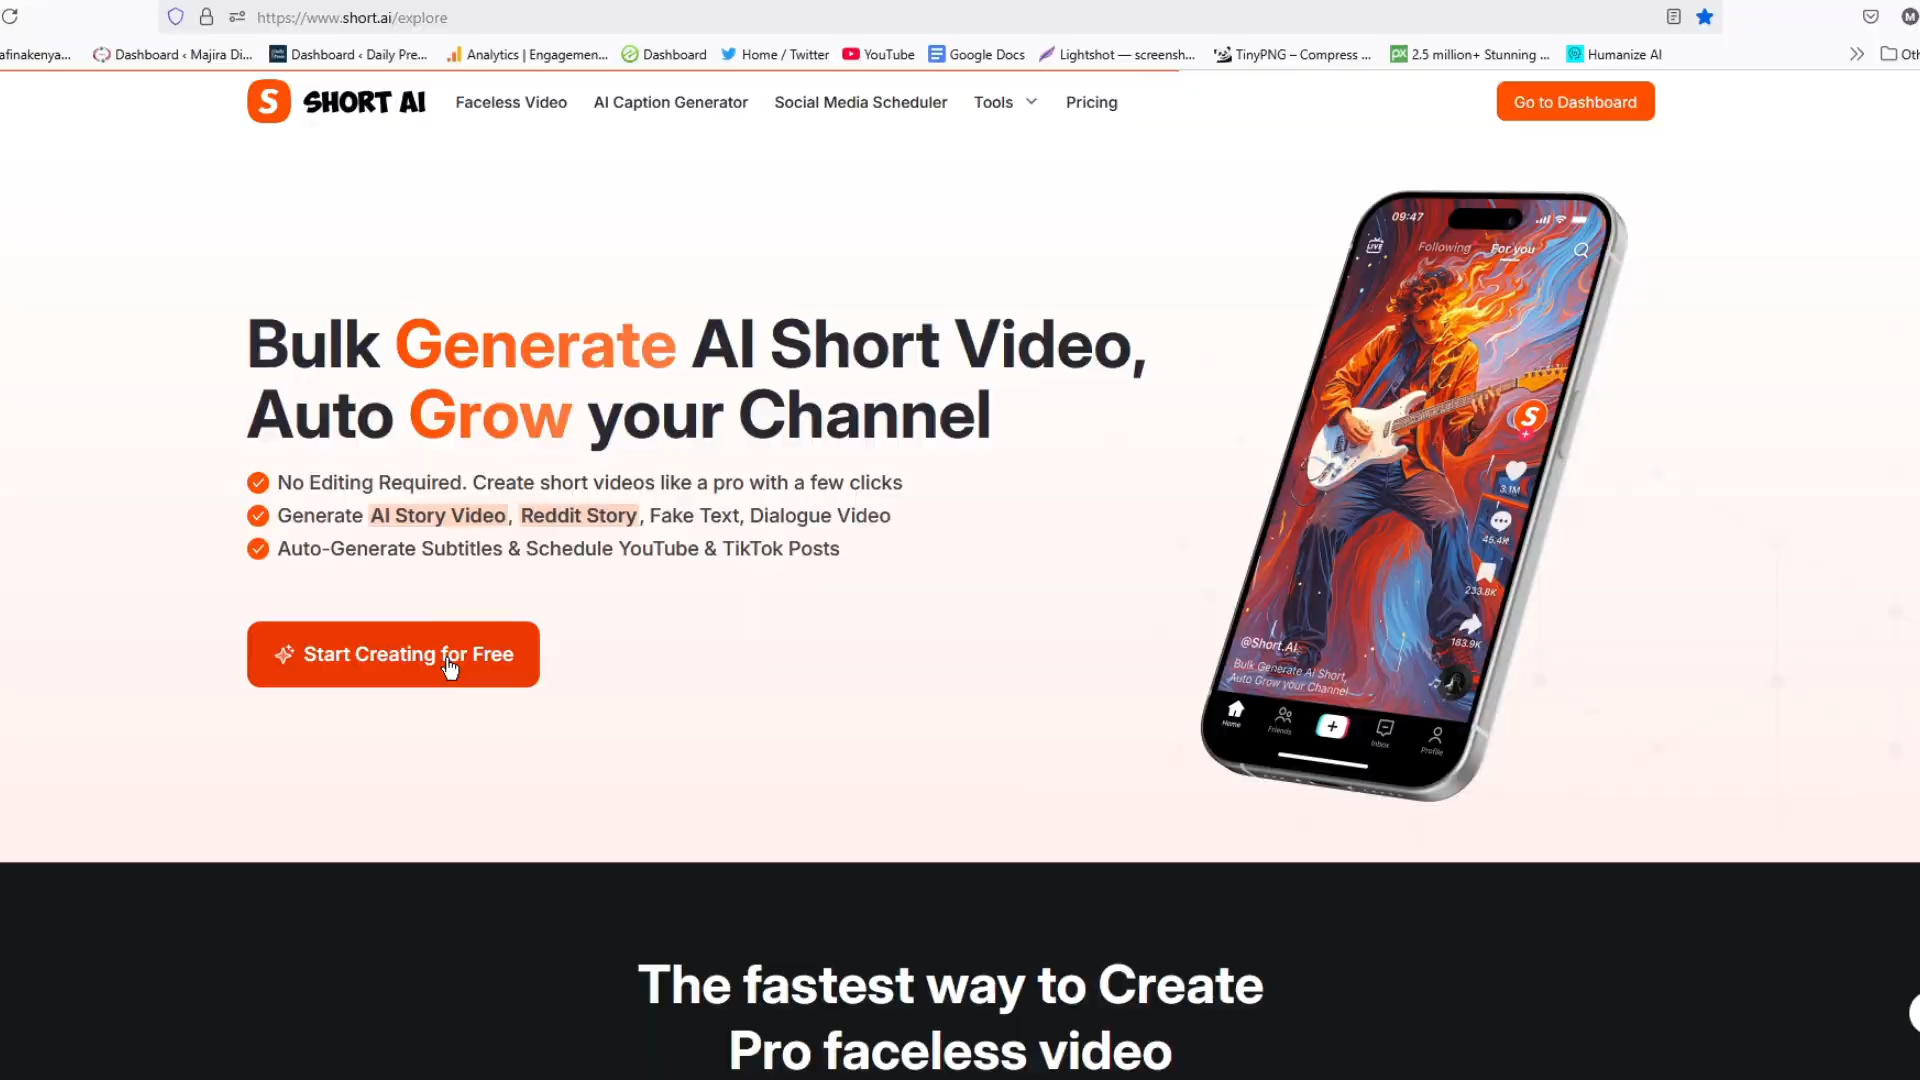 https://www.short.ai/explore
afinakenya...
Dashboard ‹ Majira Di...
Dashboard ‹ Daily Pre...
Analytics | Engagemen...
Dashboard
Home / Twitter
YouTube
Google Docs
Lightshot — screensh...
TinyPNG – Compress ...
2.5 million+ Stunning ...
Humanize AI
Oth
M
S SHORT AI
Faceless Video
AI Caption Generator
Social Media Scheduler
Tools
Pricing
Go to Dashboard
Bulk Generate AI Short Video,
Auto Grow your Channel
No Editing Required. Create short videos like a pro with a few clicks
Generate AI Story Video, Reddit Story, Fake Text, Dialogue Video
Auto-Generate Subtitles & Schedule YouTube & TikTok Posts
Start Creating for Free
09:47
LIVE
Following For you
S
3.1M
45.4K
233.8K
183.9K
@Short.AI
Bulk Generate AI Short,
Auto Grow your Channel
Home
Friends
Inbox
Profile
The fastest way to Create
Pro faceless video